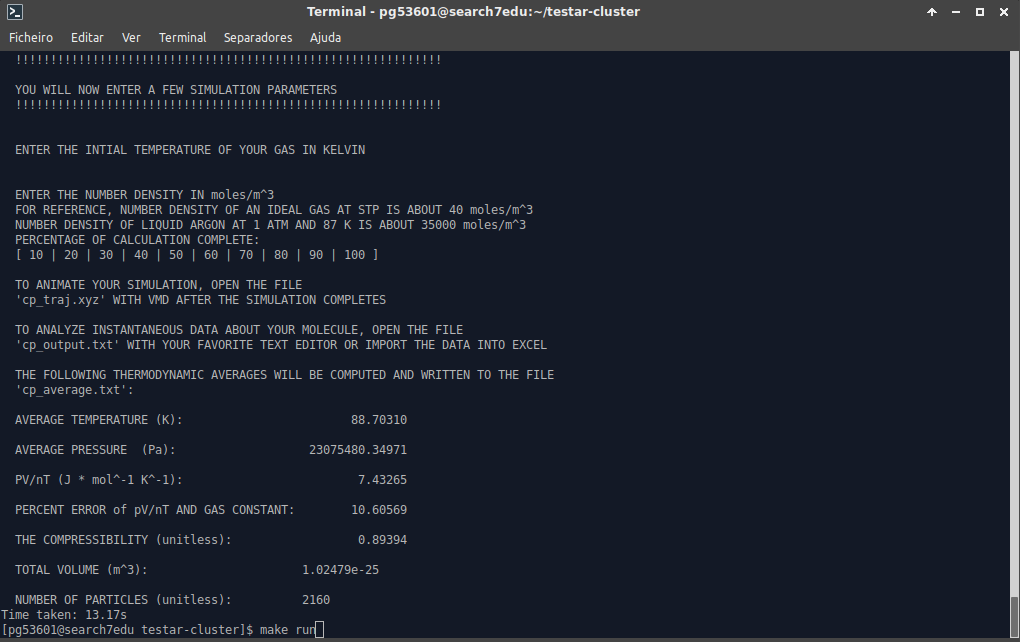 Terminal - pg53601@search7edu:~/testar-cluster
Ficheiro Editar Ver Terminal Separadores Ajuda
!!!!!!!!!!!!!!!!!!!!!!!!!!!!!!!!!!!!!!!!!!!!!!!!!!!!!!!!!!!!!
YOU WILL NOW ENTER A FEW SIMULATION PARAMETERS
!!!!!!!!!!!!!!!!!!!!!!!!!!!!!!!!!!!!!!!!!!!!!!!!!!!!!!!!!!!!!
ENTER THE INTIAL TEMPERATURE OF YOUR GAS IN KELVIN
ENTER THE NUMBER DENSITY IN moles/m^3
FOR REFERENCE, NUMBER DENSITY OF AN IDEAL GAS AT STP IS ABOUT 40 moles/m^3
NUMBER DENSITY OF LIQUID ARGON AT 1 ATM AND 87 K IS ABOUT 35000 moles/m^3
PERCENTAGE OF CALCULATION COMPLETE:
[ 10 | 20 | 30 | 40 | 50 | 60 | 70 | 80 | 90 | 100 ]
TO ANIMATE YOUR SIMULATION, OPEN THE FILE
'cp_traj.xyz' WITH VMD AFTER THE SIMULATION COMPLETES
TO ANALYZE INSTANTANEOUS DATA ABOUT YOUR MOLECULE, OPEN THE FILE
'cp_output.txt' WITH YOUR FAVORITE TEXT EDITOR OR IMPORT THE DATA INTO EXCEL
THE FOLLOWING THERMODYNAMIC AVERAGES WILL BE COMPUTED AND WRITTEN TO THE FILE
'cp_average.txt':
AVERAGE TEMPERATURE (K): 88.70310
AVERAGE PRESSURE (Pa): 23075480.34971
PV/nT (J * mol^-1 K^-1): 7.43265
PERCENT ERROR of pV/nT AND GAS CONSTANT: 10.60569
THE COMPRESSIBILITY (unitless): 0.89394
TOTAL VOLUME (m^3): 1.02479e-25
NUMBER OF PARTICLES (unitless): 2160
Time taken: 13.17s
[pg53601@search7edu testar-cluster]$ make run